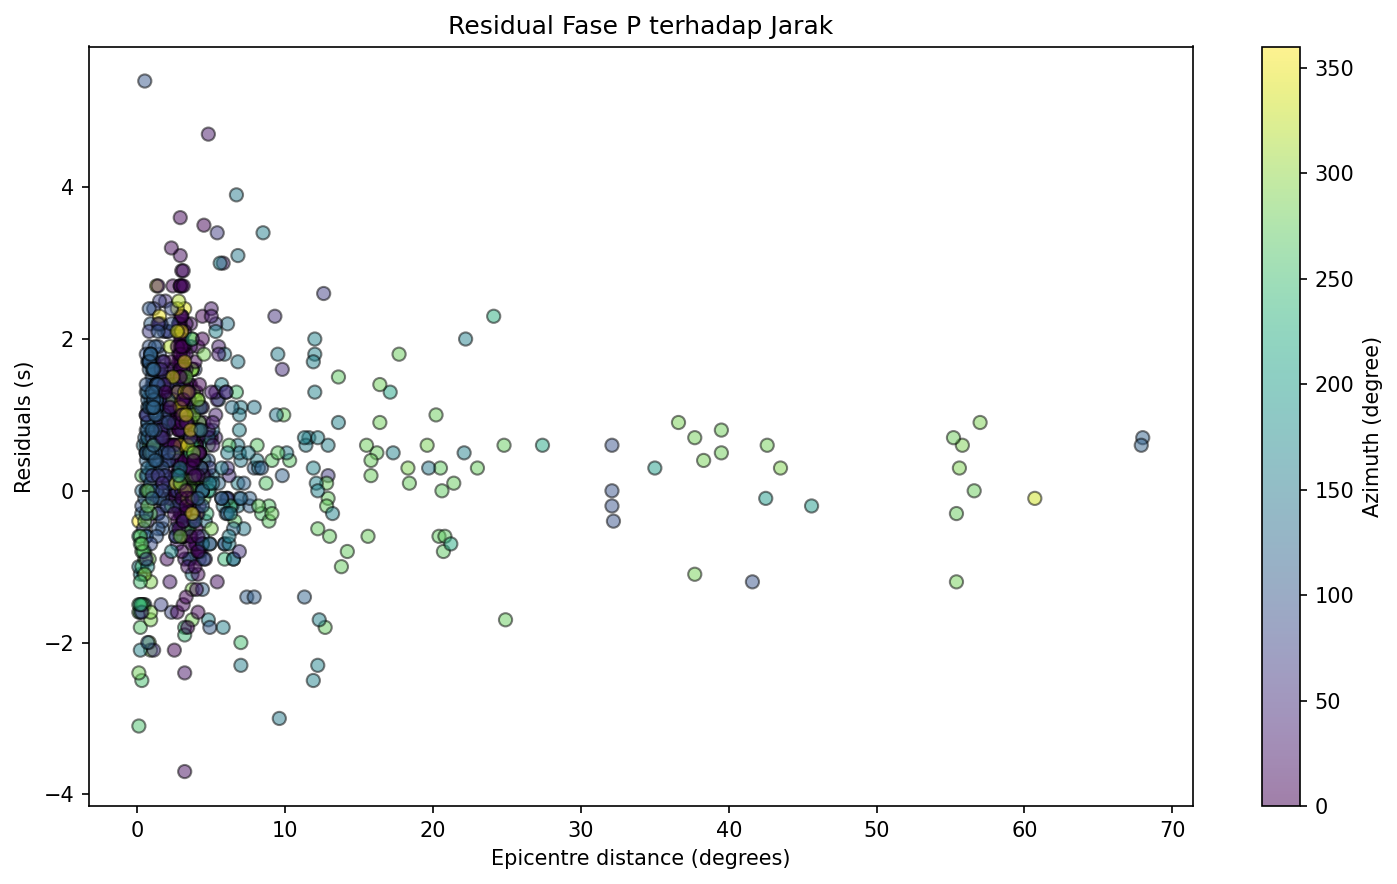 Residual Fase P terhadap Jarak
Residuals (s)
4
2
0
−2
−4
0 10 20 30 40 50 60 70
Epicentre distance (degrees)
350
300
250
200
150
100
50
0
Azimuth (degree)